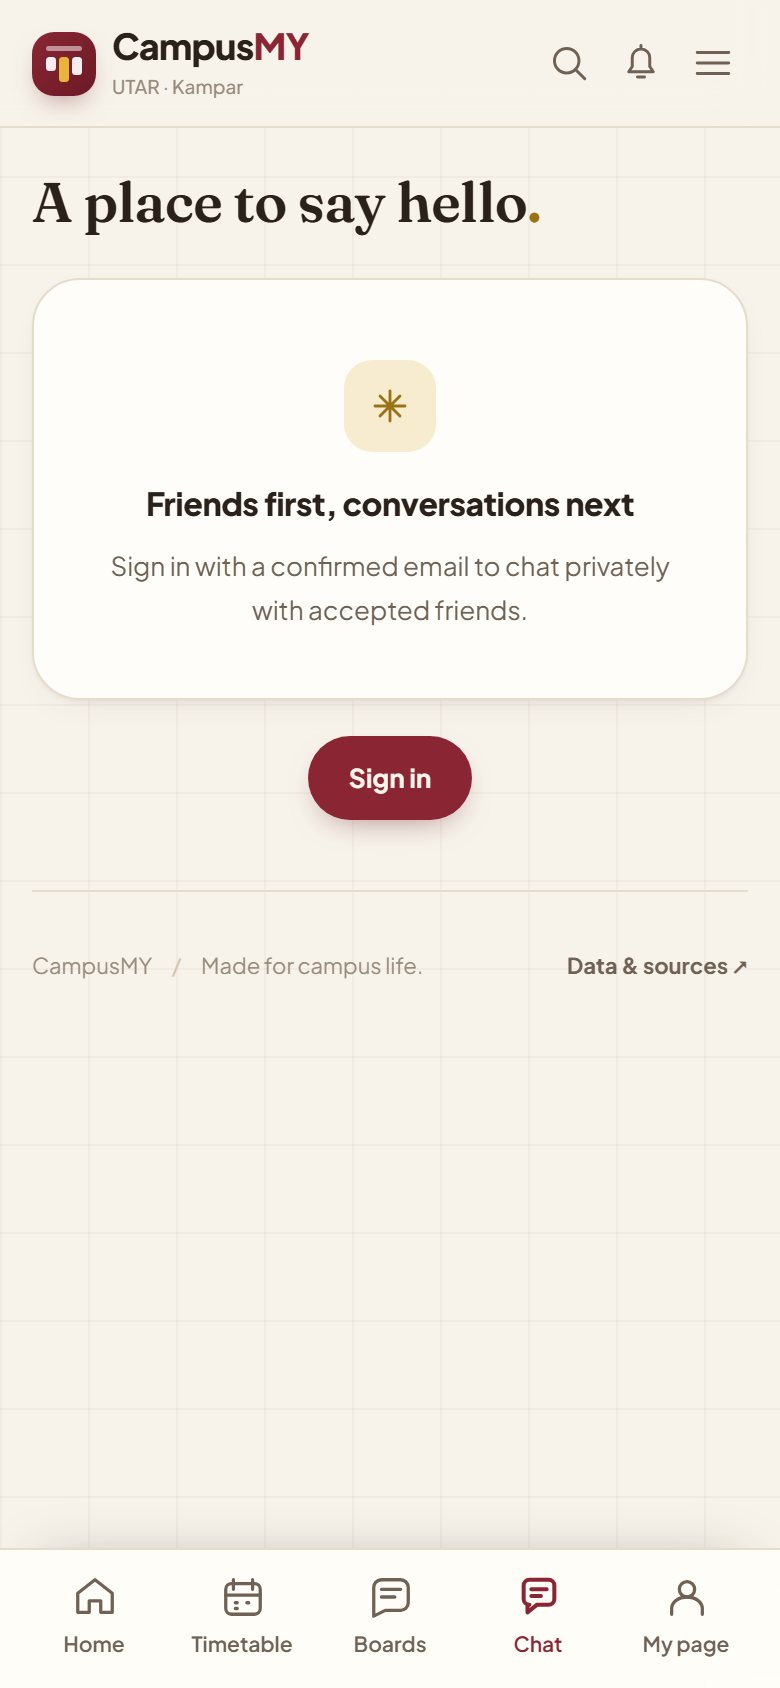 CampusMY
UTAR · Kampar
A place to say hello.
Friends first, conversations next
Sign in with a confirmed email to chat privately
with accepted friends.
Sign in
CampusMY / Made for campus life.
Data & sources ↗
Home
Timetable
Boards
Chat
My page